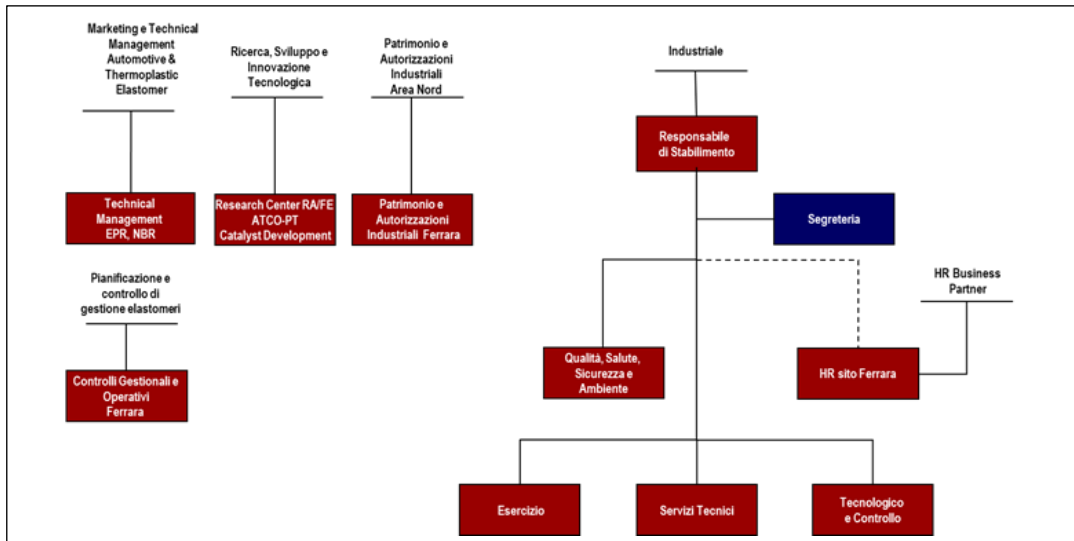 Marketing e Technical
Management
Automotive &
Thermoplastic
Elastomer
Ricerca, Sviluppo e
Innovazione
Tecnologica
Patrimonio e
Autorizzazioni
Industriali
Area Nord
Industriale
Responsabile
di Stabilimento
Technical
Management
EPR, NBR
Research Center RA/FE
ATCO-PT
Catalyst Development
Patrimonio e
Autorizzazioni
Industriali Ferrara
Segreteria
Pianificazione e
controllo di
gestione elastomeri
HR Business
Partner
Controlli Gestionali e
Operativi
Ferrara
Qualità, Salute,
Sicurezza e
Ambiente
HR sito Ferrara
Esercizio
Servizi Tecnici
Tecnologico
e Controllo